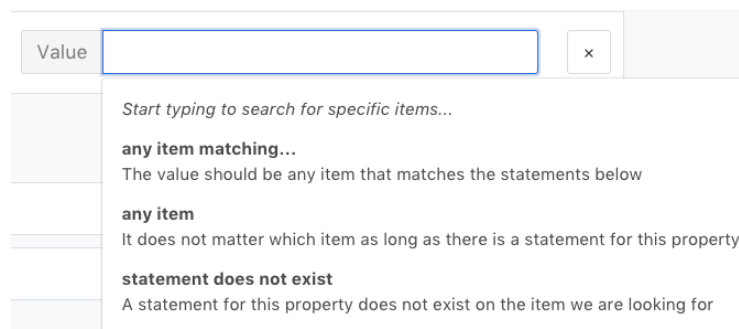 Value
×
Start typing to search for specific items...
any item matching...
The value should be any item that matches the statements below
any item
It does not matter which item as long as there is a statement for this property
statement does not exist
A statement for this property does not exist on the item we are looking for